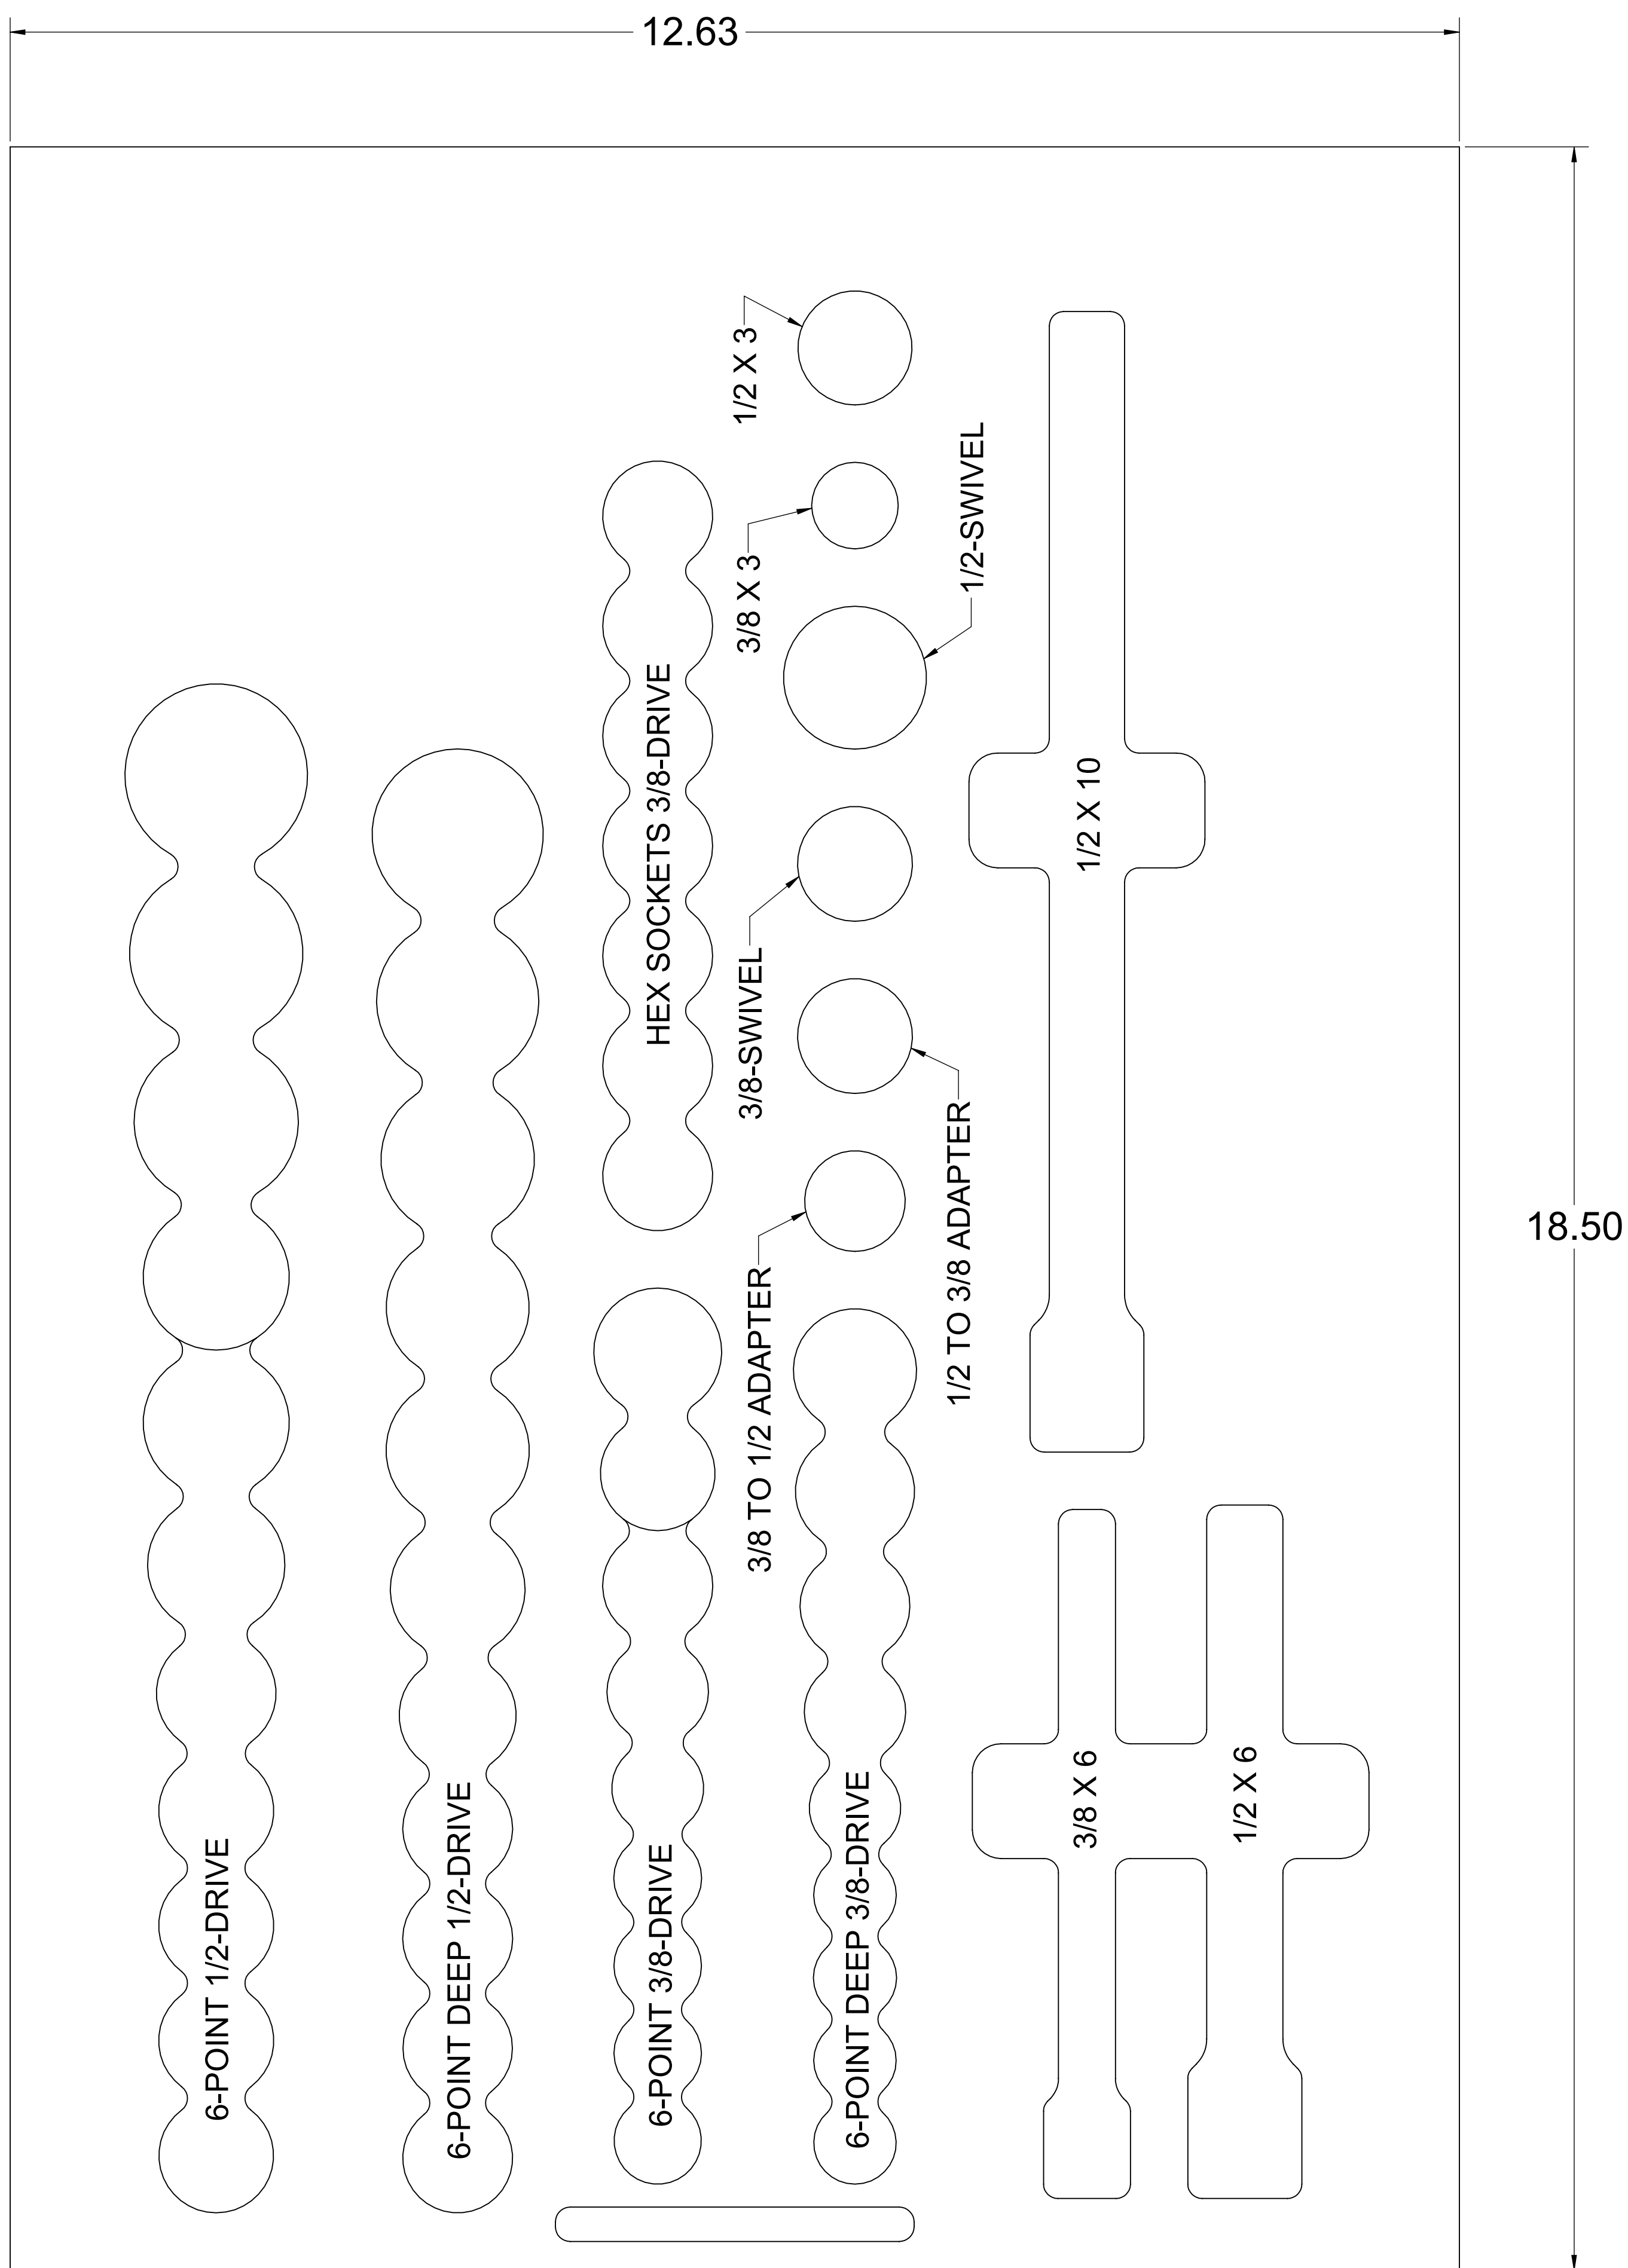 12.63
1/2 X 3
3/8 X 3
1/2-SWIVEL
HEX SOCKETS 3/8-DRIVE
1/2 X 10
3/8-SWIVEL
1/2 TO 3/8 ADAPTER
18.50
3/8 TO 1/2 ADAPTER
6-POINT 1/2-DRIVE
6-POINT DEEP 1/2-DRIVE
6-POINT 3/8-DRIVE
6-POINT DEEP 3/8-DRIVE
3/8 X 6
1/2 X 6